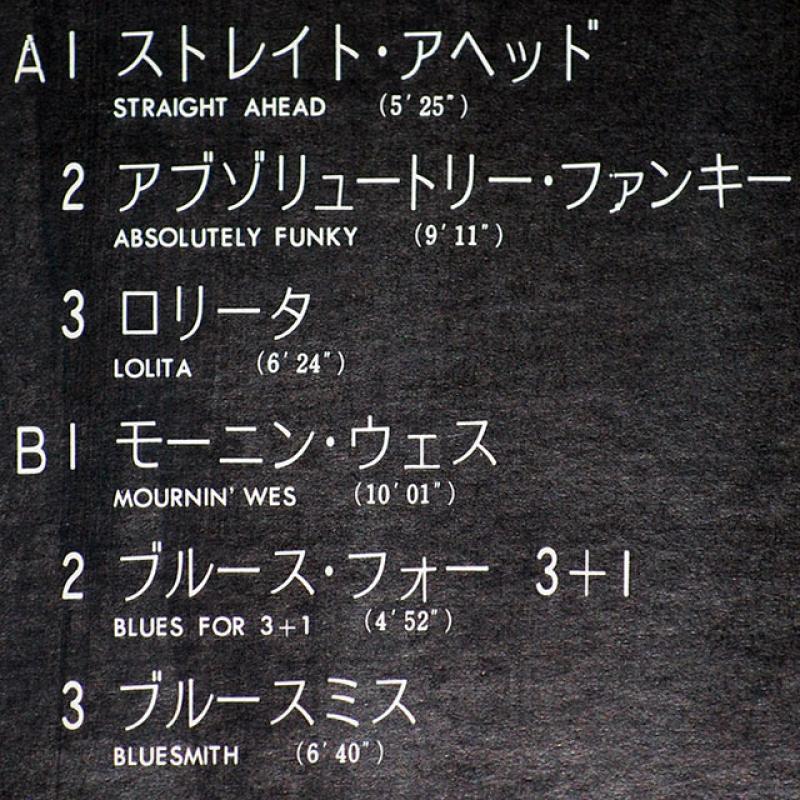 A1 ストレイト・アヘッド
STRAIGHT AHEAD (5'25")
2 アブゾリュートリー・ファンキー
ABSOLUTELY FUNKY (9'11")
3 ロリータ
LOLITA (6'24")
B1 モーニン・ウェス
MOURNIN' WES (10'01")
2 ブルース・フォー 3+1
BLUES FOR 3+1 (4'52")
3 ブルースミス
BLUESMITH (6'40")